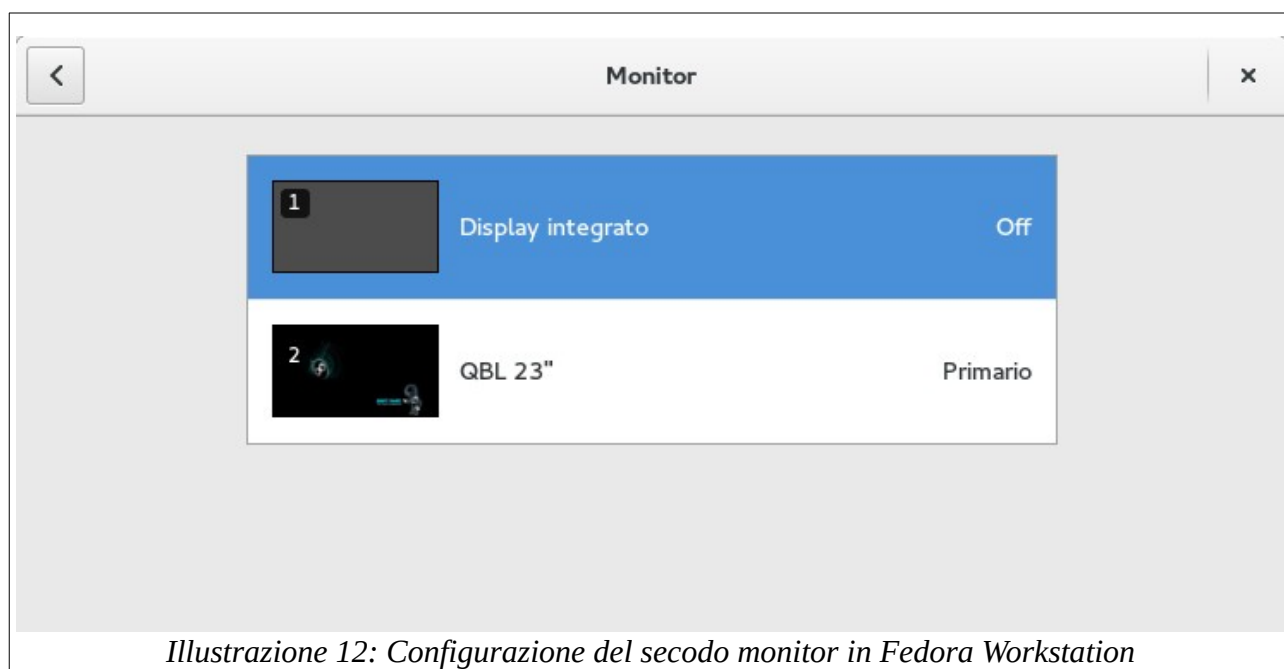 Monitor
1
Display integrato Off
2
QBL 23" Primario
Illustrazione 12: Configurazione del secodo monitor in Fedora Workstation